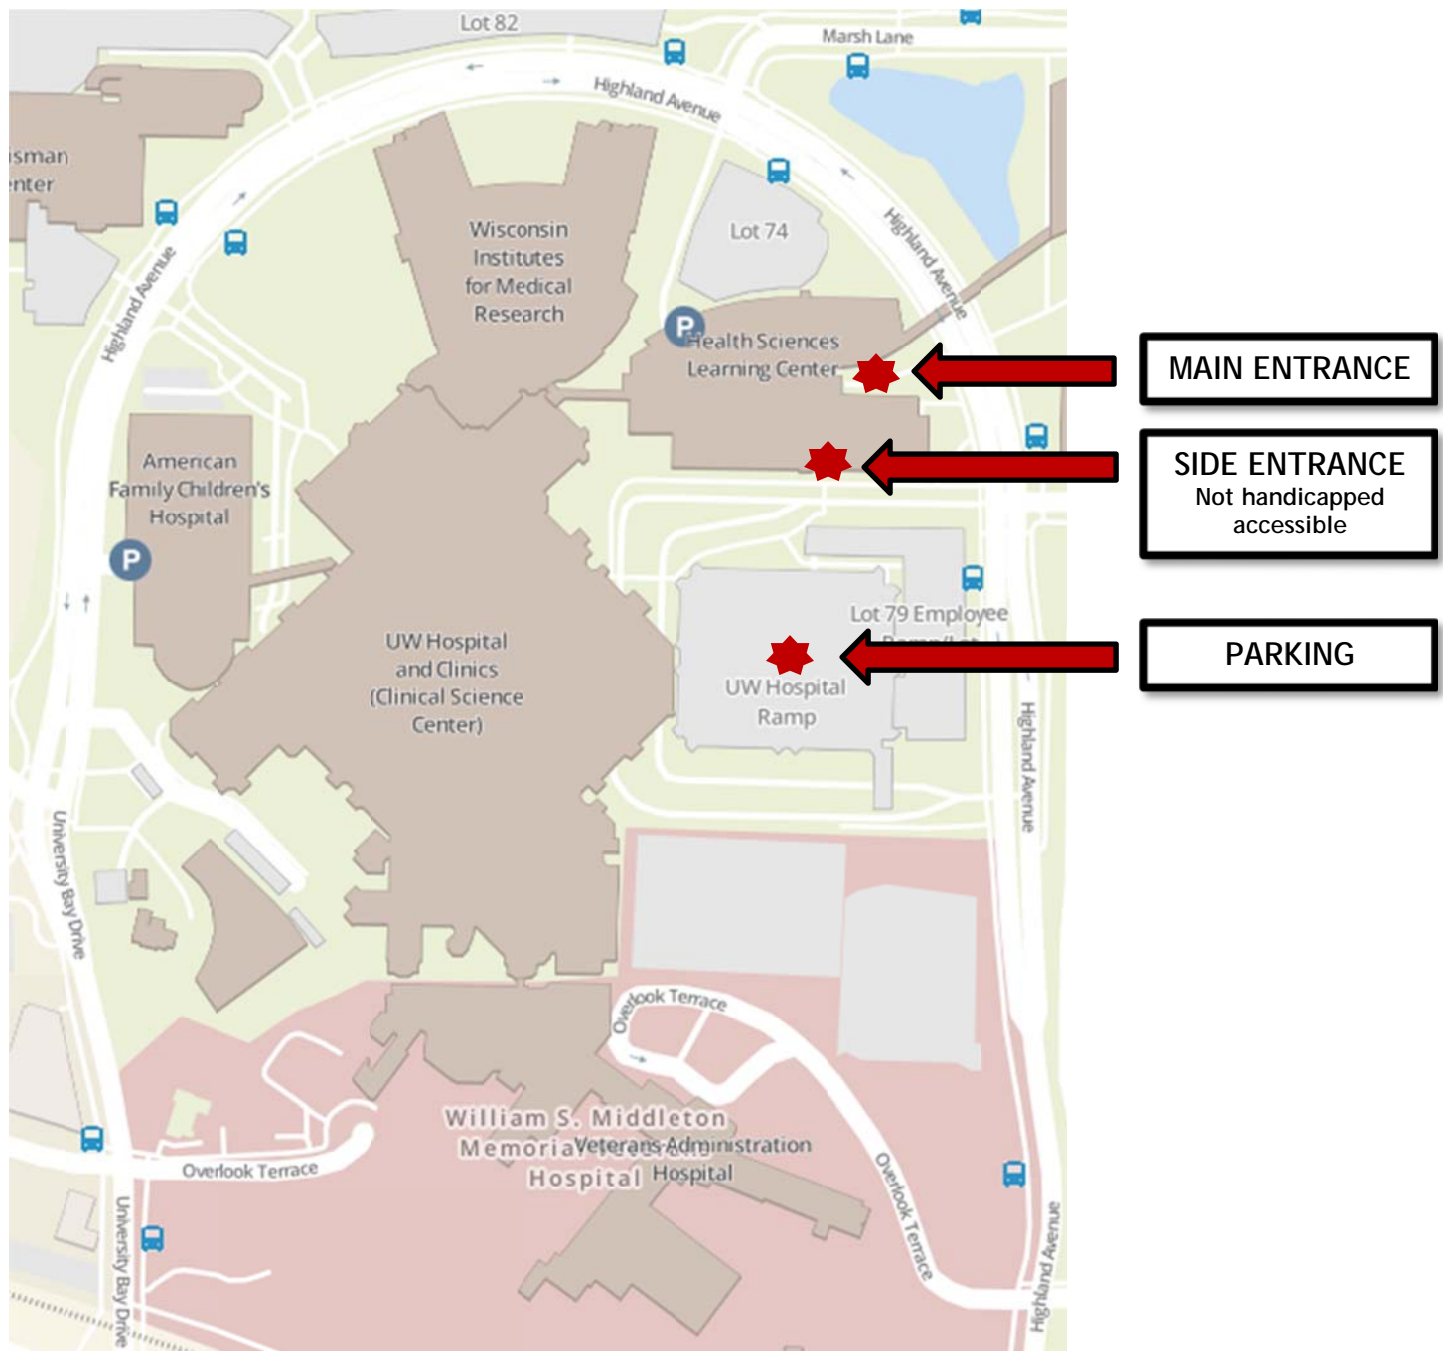 Lot 82
Marsh Lane
Highland Avenue
Wisconsin
Institutes
for Medical
Research
Lot 74
Highland Avenue
Highland Avenue
P
Health Sciences
Learning Center
MAIN ENTRANCE
SIDE ENTRANCE
Not handicapped
accessible
American
Family Children's
Hospital
P
Lot 79 Employee
UW Hospital
and Clinics
(Clinical Science
Center)
PARKING
UW Hospital
Ramp
Highland Avenue
University Bay Drive
Overlook Terrace
William S. Middleton
Memorial
Hospital
Veterans Administration
Hospital
Overlook Terrace
Overlook Terrace
University Bay Drive
Highland Avenue